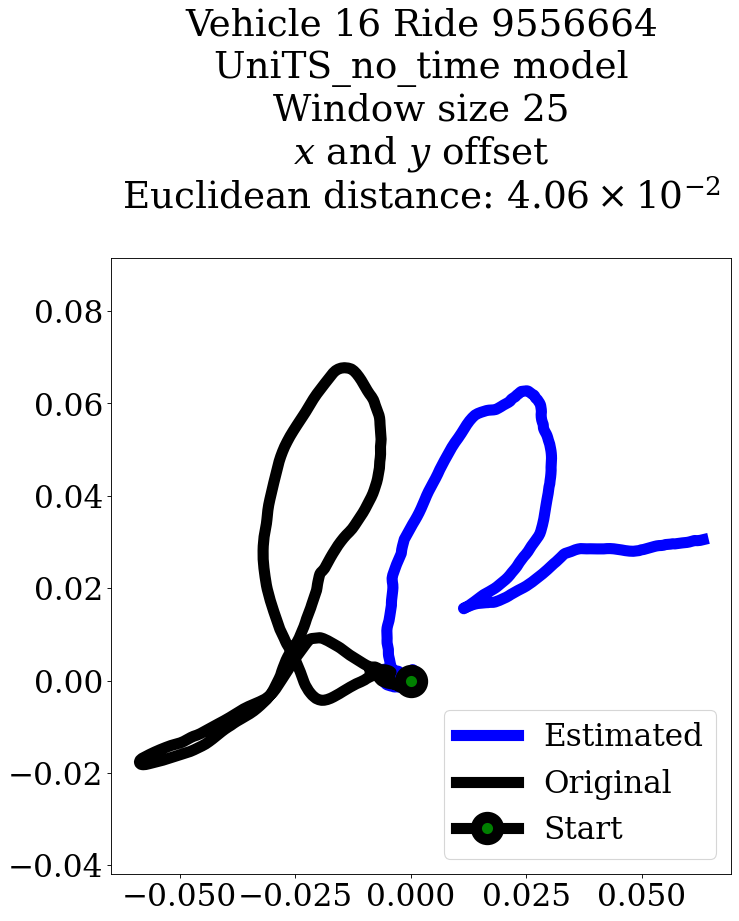 Vehicle 16 Ride 9556664
UniTS_no_time model
Window size 25
x and y offset
Euclidean distance: 4.06 × 10⁻²
0.08
0.06
0.04
0.02
0.00
−0.02
−0.04
Estimated
Original
Start
−0.050 −0.025 0.000 0.025 0.050